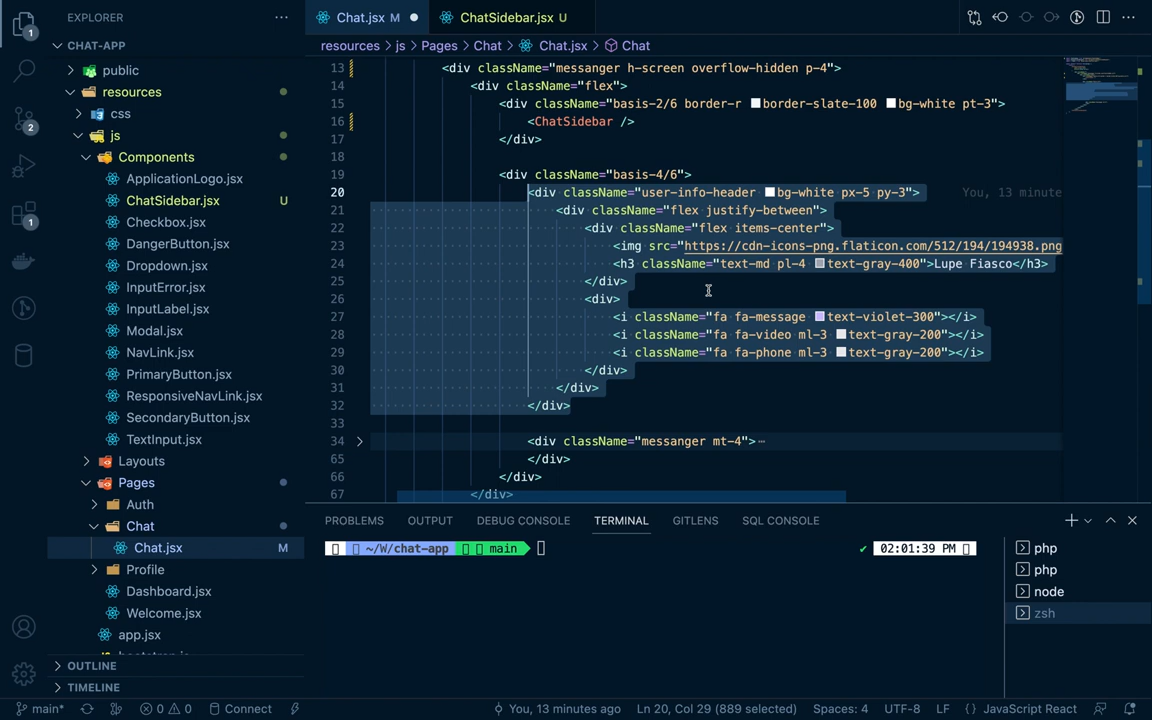 EXPLORER
CHAT-APP
public
resources
css
js
Components
ApplicationLogo.jsx
ChatSidebar.jsx U
Checkbox.jsx
DangerButton.jsx
Dropdown.jsx
InputError.jsx
InputLabel.jsx
Modal.jsx
NavLink.jsx
PrimaryButton.jsx
ResponsiveNavLink.jsx
SecondaryButton.jsx
TextInput.jsx
Layouts
Pages
Auth
Chat
Chat.jsx M
Profile
Dashboard.jsx
Welcome.jsx
app.jsx
OUTLINE
TIMELINE
1
2
1
Chat.jsx M
ChatSidebar.jsx U
resources > js > Pages > Chat > Chat.jsx > Chat
13 <div className="messanger h-screen overflow-hidden p-4">
14 <div className="flex">
15 <div className="basis-2/6 border-r border-slate-100 bg-white pt-3">
16 <ChatSidebar />
17 </div>
18
19 <div className="basis-4/6">
20 <div className="user-info-header bg-white px-5 py-3"> You, 13 minute
21 <div className="flex justify-between">
22 <div className="flex items-center">
23 <img src="https://cdn-icons-png.flaticon.com/512/194/194938.png
24 <h3 className="text-md pl-4 text-gray-400">Lupe Fiasco</h3>
25 </div>
26 <div>
27 <i className="fa fa-message text-violet-300"></i>
28 <i className="fa fa-video ml-3 text-gray-200"></i>
29 <i className="fa fa-phone ml-3 text-gray-200"></i>
30 </div>
31 </div>
32 </div>
33
34 <div className="messanger mt-4">⋯
65 </div>
66 </div>
67 </div>
PROBLEMS OUTPUT DEBUG CONSOLE TERMINAL GITLENS SQL CONSOLE
~/W/chat-app main ✔ 02:01:39 PM
php
php
node
zsh
main* 0 0 Connect You, 13 minutes ago Ln 20, Col 29 (889 selected) Spaces: 4 UTF-8 LF JavaScript React